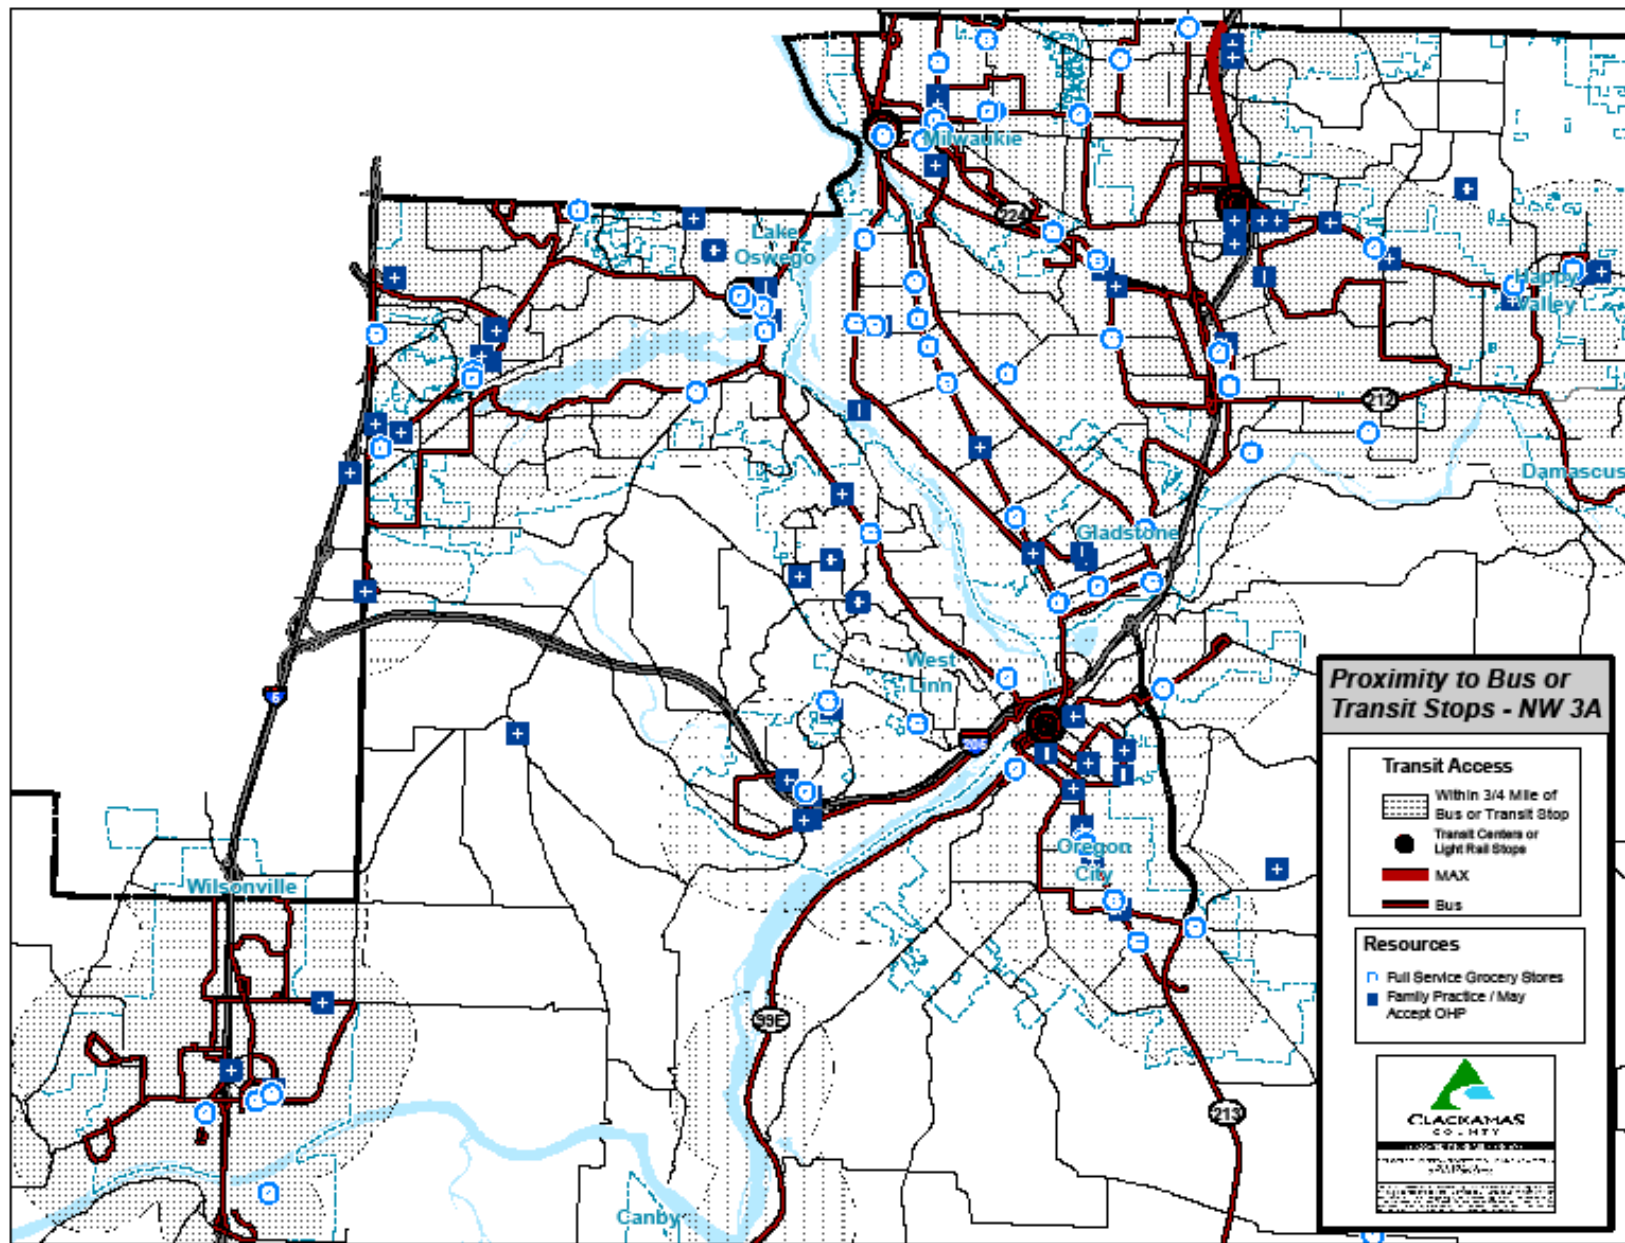 Milwaukie
224
Lake
Oswego
Happy
Valley
212
Damascus
Gladstone
West
Linn
5
205
Oregon
City
Wilsonville
99E
213
Canby
Proximity to Bus or
Transit Stops - NW 3A
Transit Access
Within 3/4 Mile of
Bus or Transit Stop
Transit Centers or
Light Rail Stops
MAX
Bus
Resources
Full Service Grocery Stores
Family Practice / May
Accept OHP
CLACKAMAS
COUNTY